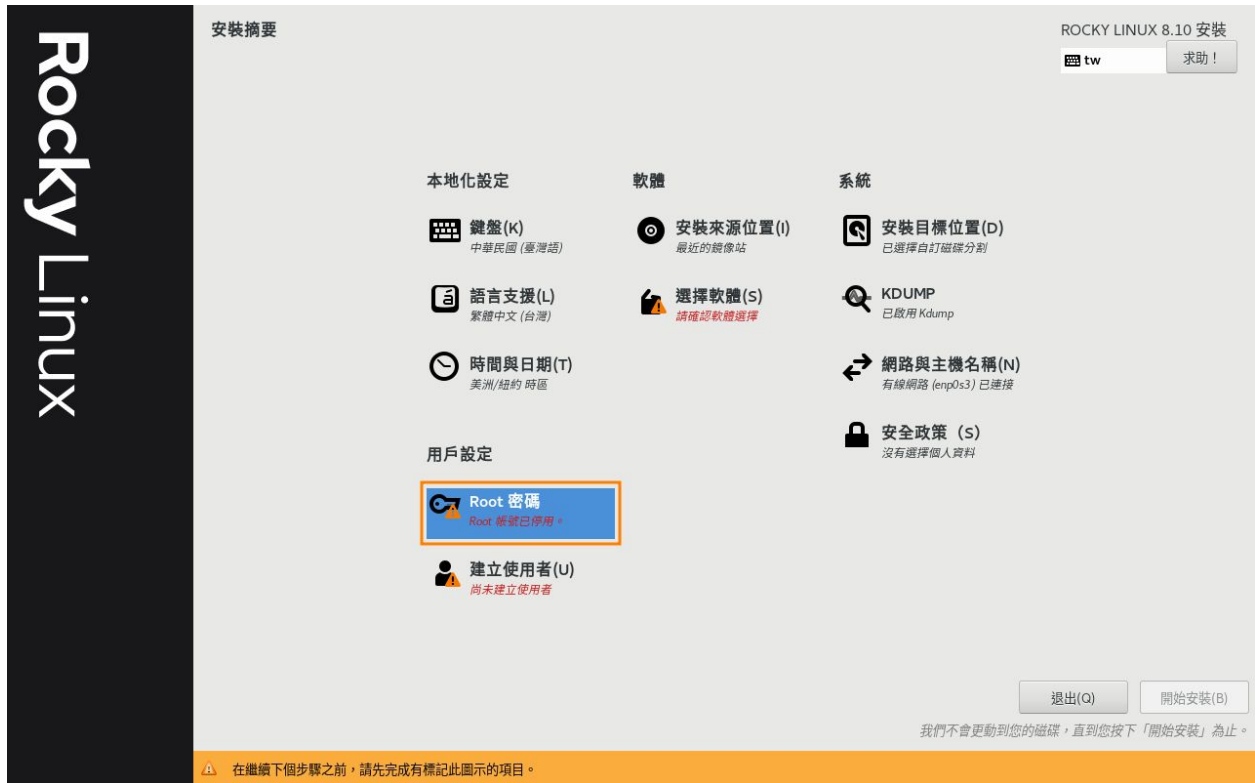 Rocky Linux
安裝摘要
ROCKY LINUX 8.10 安裝
tw
求助！
本地化設定
鍵盤(K)
中華民國 (臺灣語)
語言支援(L)
繁體中文 (台灣)
時間與日期(T)
美洲/紐約 時區
軟體
安裝來源位置(I)
最近的鏡像站
選擇軟體(S)
請確認軟體選擇
系統
安裝目標位置(D)
已選擇自訂磁碟分割
KDUMP
已啟用 Kdump
網路與主機名稱(N)
有線網路 (enp0s3) 已連接
安全政策（S）
沒有選擇個人資料
用戶設定
Root 密碼
Root 帳號已停用。
建立使用者(U)
尚未建立使用者
退出(Q)
開始安裝(B)
我們不會更動到您的磁碟，直到您按下「開始安裝」為止。
在繼續下個步驟之前，請先完成有標記此圖示的項目。